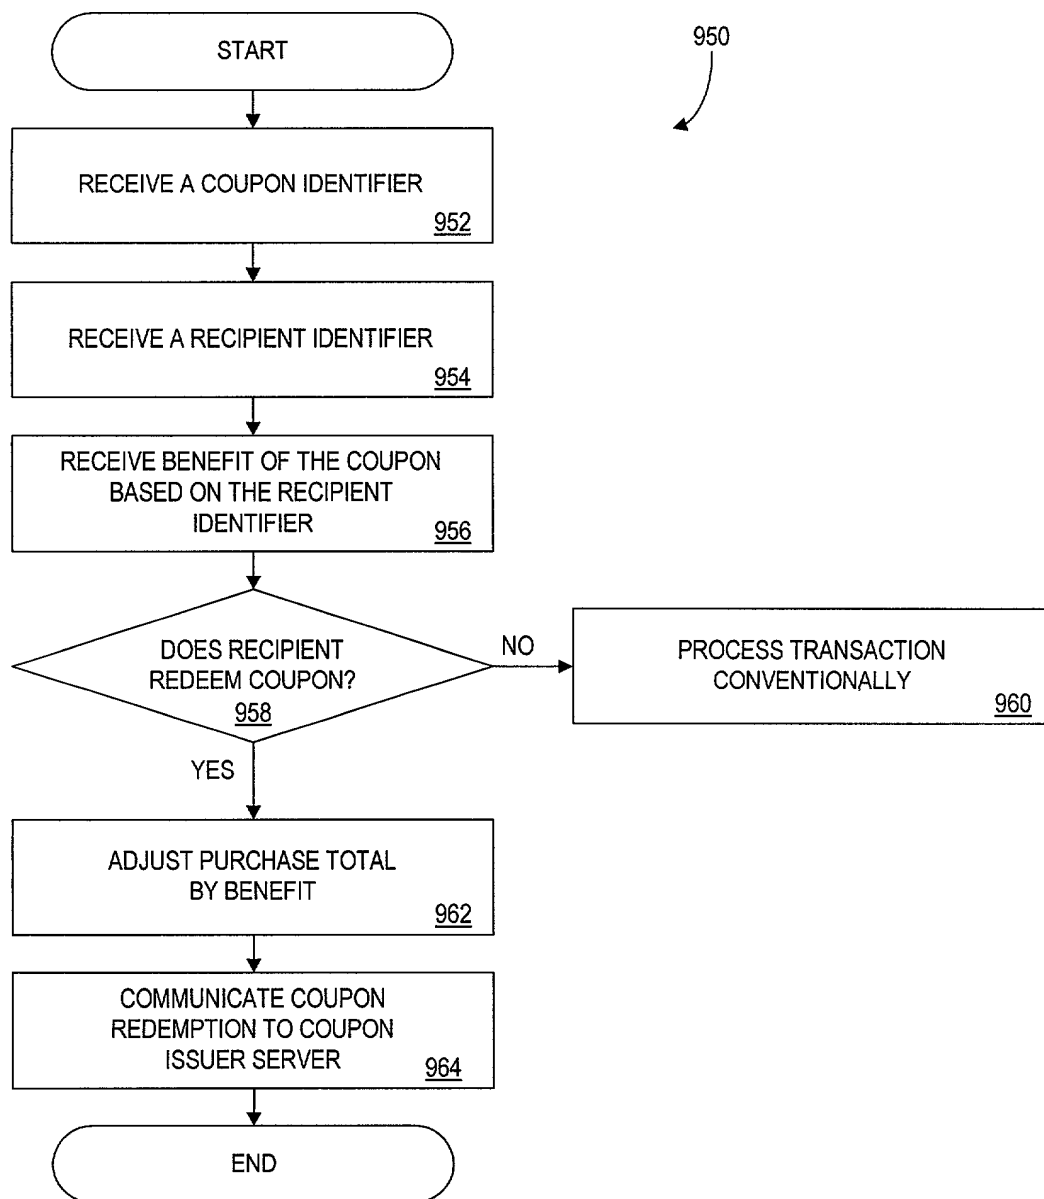 START
950
RECEIVE A COUPON IDENTIFIER
952
RECEIVE A RECIPIENT IDENTIFIER
954
RECEIVE BENEFIT OF THE COUPON
BASED ON THE RECIPIENT
IDENTIFIER
956
DOES RECIPIENT
REDEEM COUPON?
958
NO
PROCESS TRANSACTION
CONVENTIONALLY
960
YES
ADJUST PURCHASE TOTAL
BY BENEFIT
962
COMMUNICATE COUPON
REDEMPTION TO COUPON
ISSUER SERVER
964
END